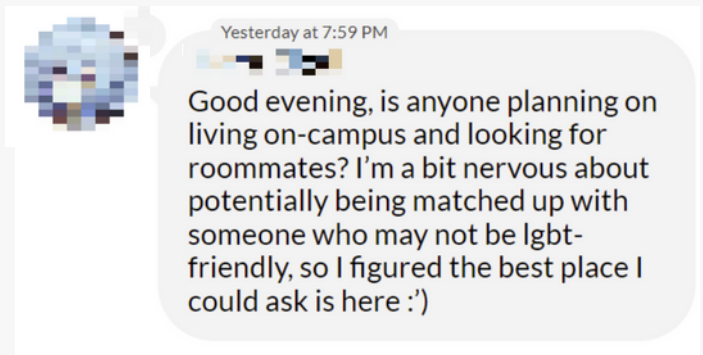 Yesterday at 7:59 PM
Good evening, is anyone planning on
living on-campus and looking for
roommates? I'm a bit nervous about
potentially being matched up with
someone who may not be lgbt-
friendly, so I figured the best place I
could ask is here :')